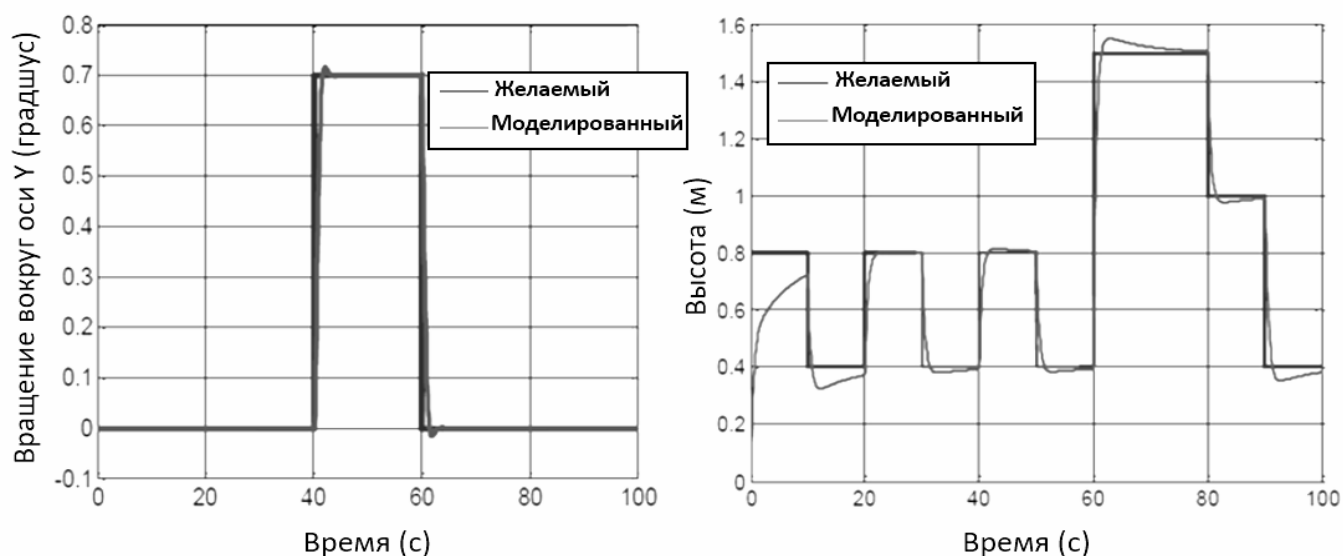 Вращение вокруг оси Y (градшус)
0.8
0.7
0.6
0.5
0.4
0.3
0.2
0.1
0
-0.1
0 20 40 60 80 100
Время (с)
Желаемый
Моделированный
Высота (м)
1.6
1.4
1.2
1
0.8
0.6
0.4
0.2
0
0 20 40 60 80 100
Время (с)
Желаемый
Моделированный